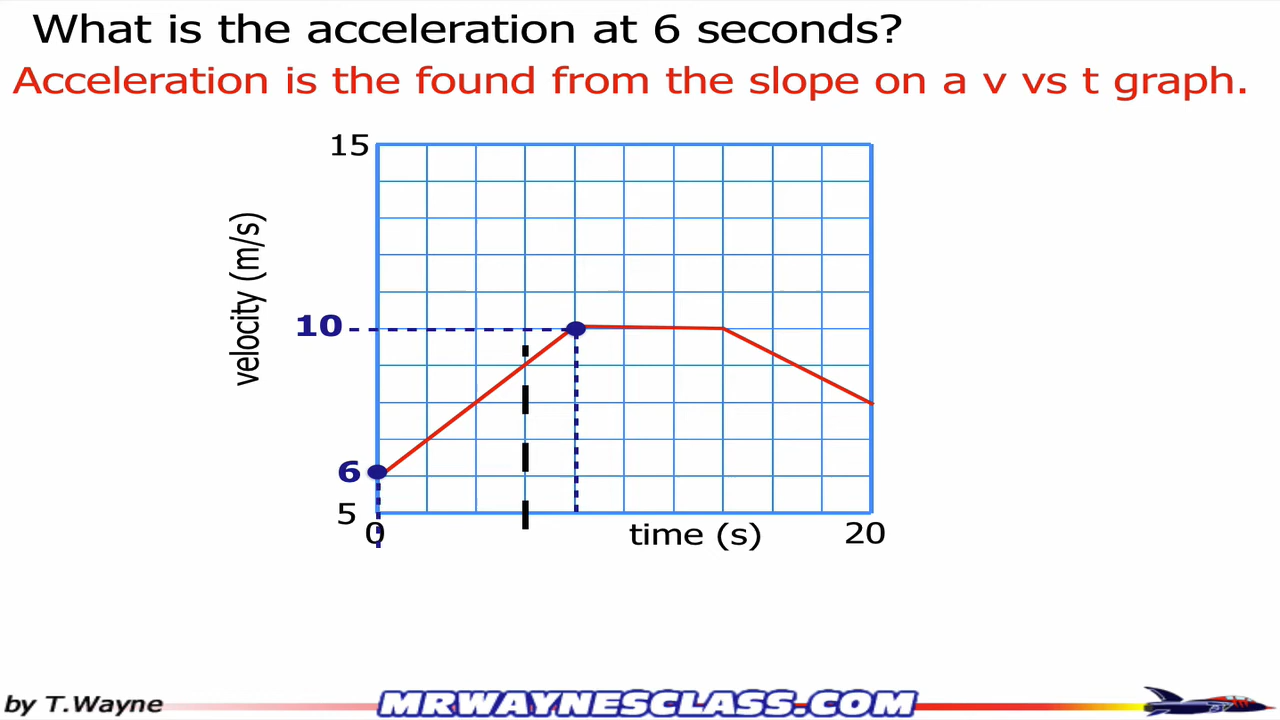 What is the acceleration at 6 seconds?
Acceleration is the found from the slope on a v vs t graph.
15
velocity (m/s)
10
6
5
0
time (s)
20
by T.Wayne
MRWAYNESCLASS.COM